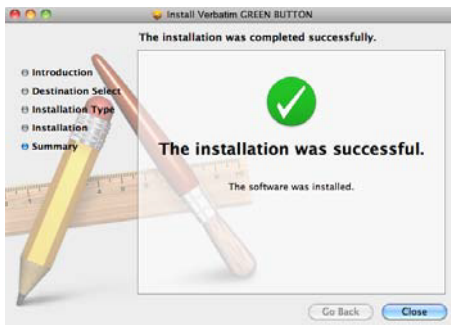 Install Verbatim GREEN BUTTON
The installation was completed successfully.
Introduction
Destination Select
Installation Type
Installation
Summary
The installation was successful.
The software was installed.
Go Back
Close